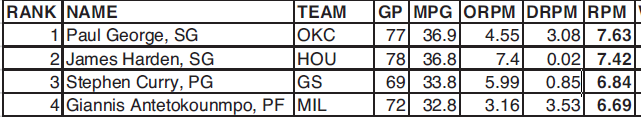 RANK NAME TEAM GP MPG ORPM DRPM RPM
1 Paul George, SG OKC 77 36.9 4.55 3.08 7.63
2 James Harden, SG HOU 78 36.8 7.4 0.02 7.42
3 Stephen Curry, PG GS 69 33.8 5.99 0.85 6.84
4 Giannis Antetokounmpo, PF MIL 72 32.8 3.16 3.53 6.69